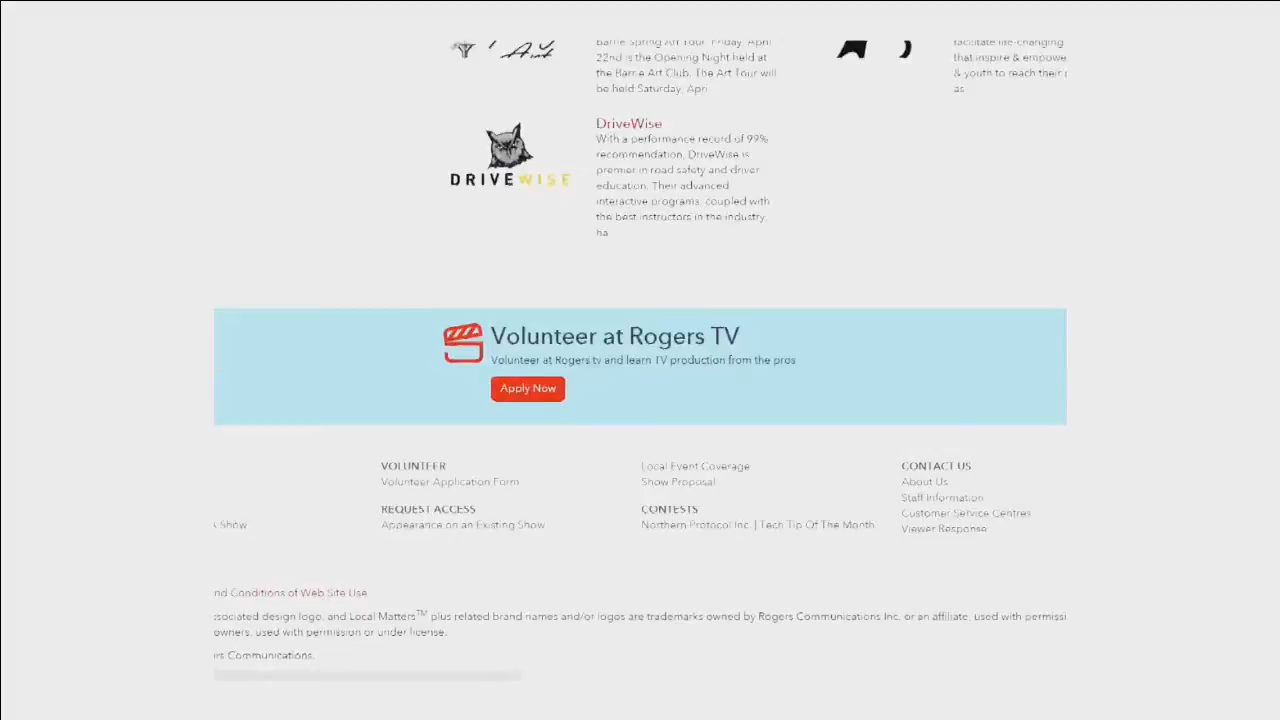 Barrie Spring Art Tour. Friday, April
22nd is the Opening Night held at
the Barrie Art Club. The Art Tour will
be held Saturday, Apri
facilitate life-changing
that inspire & empowe
& youth to reach their p
as
DriveWise
With a performance record of 99%
recommendation, DriveWise is
premier in road safety and driver
education. Their advanced
interactive programs, coupled with
the best instructors in the industry,
ha
DRIVEWISE
Volunteer at Rogers TV
Volunteer at Rogers tv and learn TV production from the pros
Apply Now
VOLUNTEER
Volunteer Application Form
REQUEST ACCESS
Appearance on an Existing Show
Show
Local Event Coverage
Show Proposal
CONTESTS
Northern Protocol Inc. | Tech Tip Of The Month
CONTACT US
About Us
Staff Information
Customer Service Centres
Viewer Response
nd Conditions of Web Site Use
ssociated design logo, and Local Matters™ plus related brand names and/or logos are trademarks owned by Rogers Communications Inc. or an affiliate, used with permissi
owners, used with permission or under license.
rs Communications.